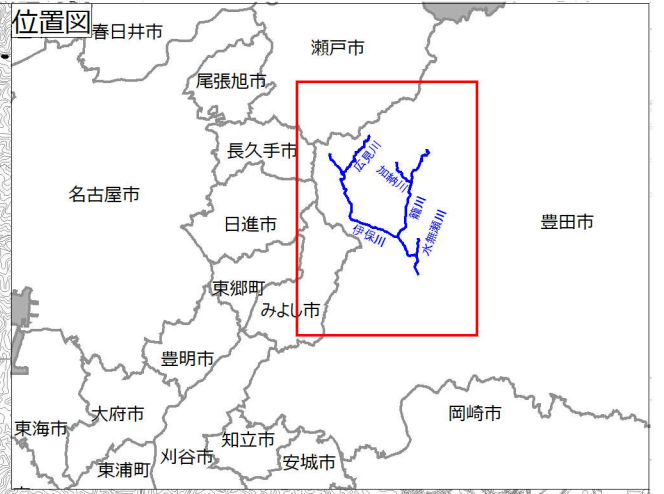 位置図
春日井市
瀬戸市
尾張旭市
長久手市
広見川
加納川
籠川
水無瀬川
伊保川
名古屋市
日進市
豊田市
東郷町
みよし市
豊明市
大府市
東海市
東浦町
刈谷市
知立市
安城市
岡崎市